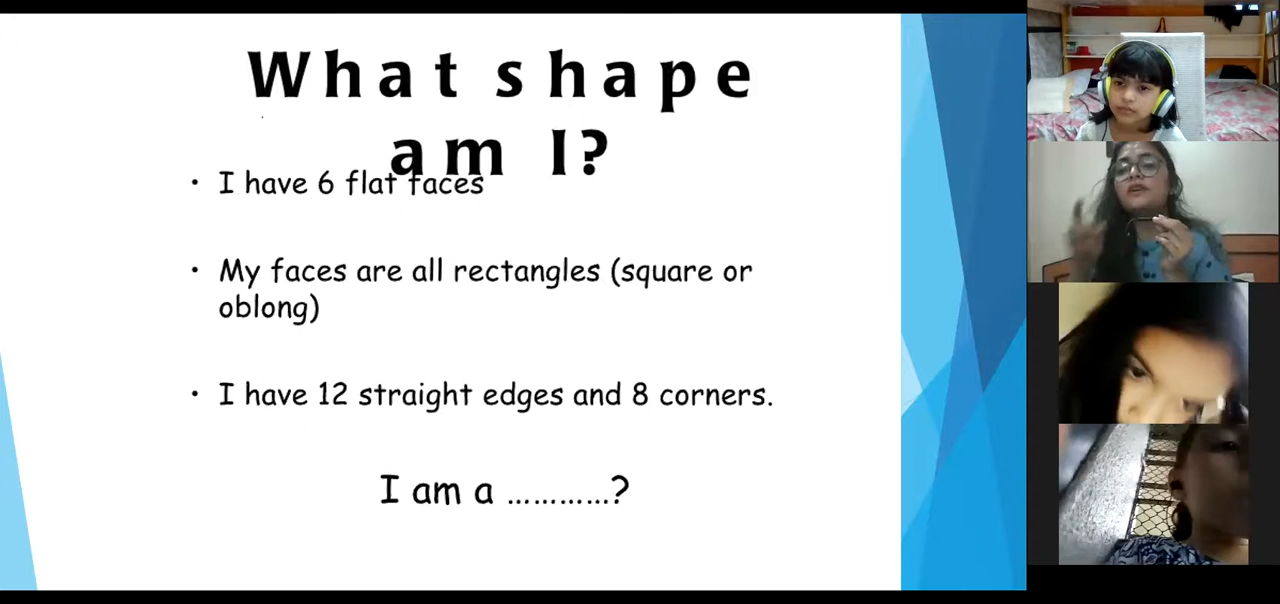 What shape
am I?
• I have 6 flat faces
• My faces are all rectangles (square or
oblong)
• I have 12 straight edges and 8 corners.
I am a …………?